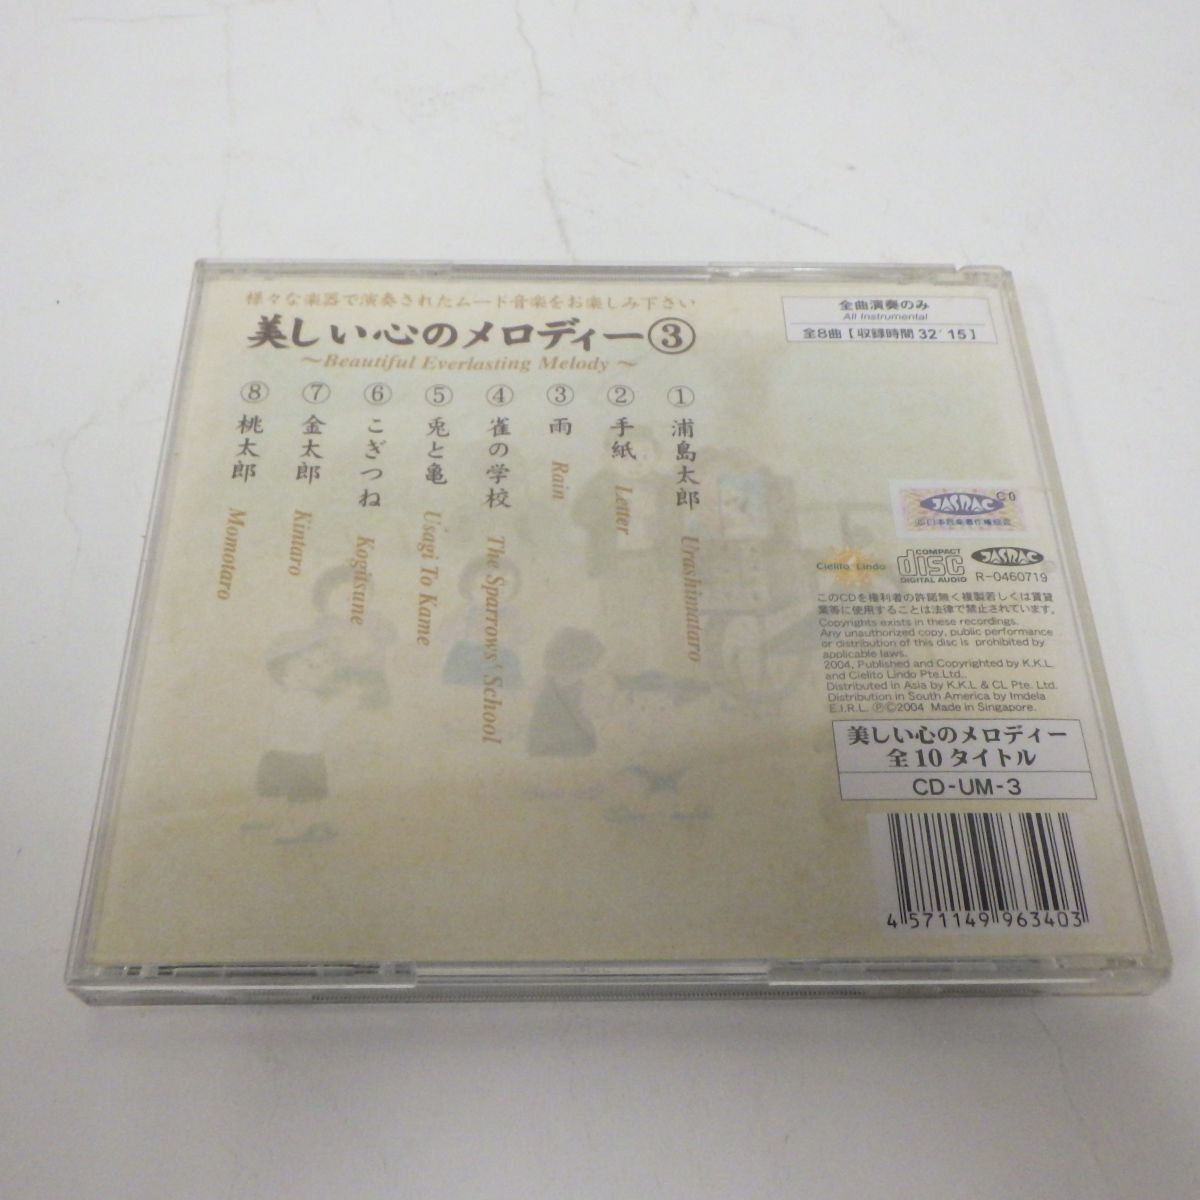 様々な楽器で演奏されたムード音楽をお楽しみ下さい
美しい心のメロディー③
～Beautiful Everlasting Melody～
① 浦島太郎 Urashimataro
② 手紙 Letter
③ 雨 Rain
④ 雀の学校 The Sparrows' School
⑤ 兎と亀 Usagi To Kame
⑥ こぎつね Kogitsune
⑦ 金太郎 Kintaro
⑧ 桃太郎 Momotaro
全曲演奏のみ
All Instrumental
全8曲【収録時間 32'15】
JASRAC
Cielito Lindo
COMPACT
disc
DIGITAL AUDIO
JASRAC
R-0460719
このCDを権利者の許諾無く複製若しくは賃貸
業等に使用することは法律で禁止されています。
Copyrights exists in these recordings.
Any unauthorized copy, public performance
or distribution of this disc is prohibited by
applicable laws.
2004, Published and Copyrighted by K.K.L.
and Cielito Lindo Pte.Ltd..
Distributed in Asia by K.K.L & CL Pte. Ltd.
Distribution in South America by Imdela
E.I.R.L. ℗©2004 Made in Singapore.
美しい心のメロディー
全10タイトル
CD-UM-3
4 571149 963403